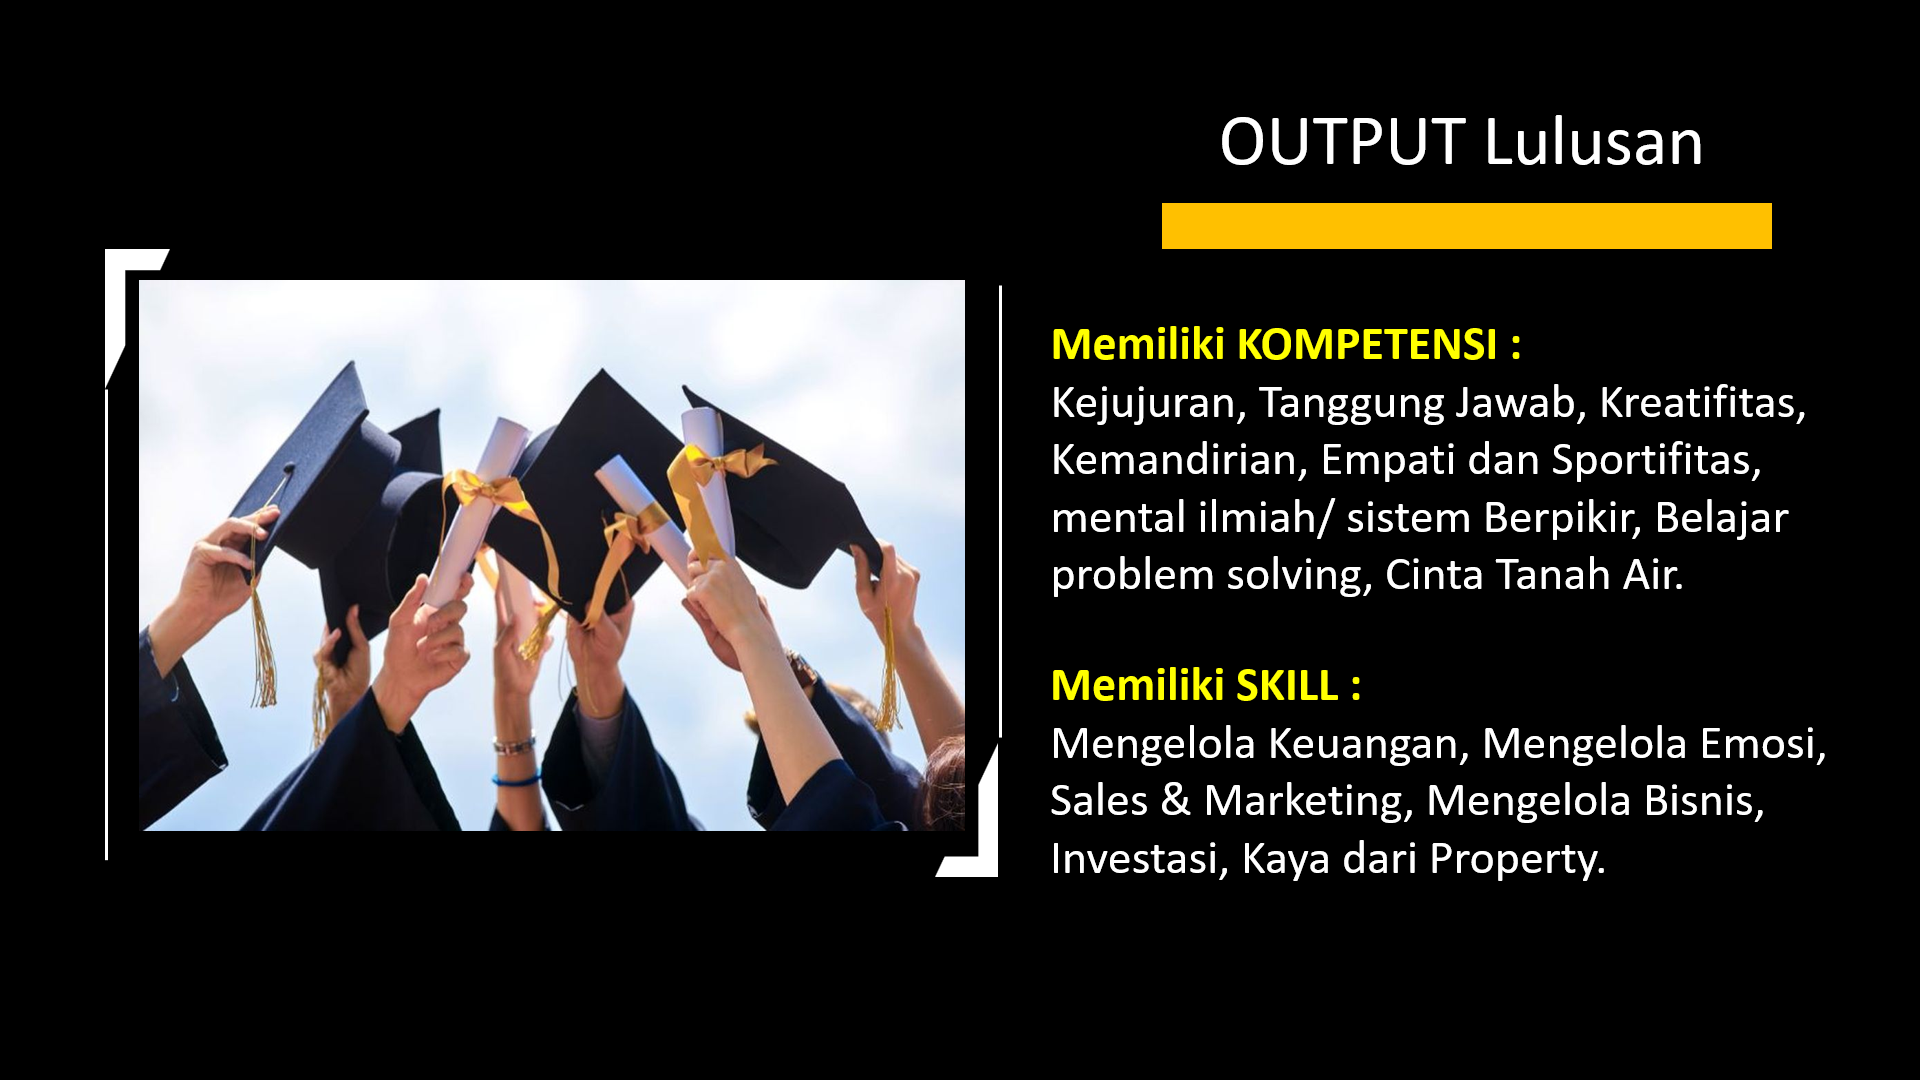 OUTPUT Lulusan
Memiliki KOMPETENSI :
Kejujuran, Tanggung Jawab, Kreatifitas,
Kemandirian, Empati dan Sportifitas,
mental ilmiah/ sistem Berpikir, Belajar
problem solving, Cinta Tanah Air.
Memiliki SKILL :
Mengelola Keuangan, Mengelola Emosi,
Sales & Marketing, Mengelola Bisnis,
Investasi, Kaya dari Property.